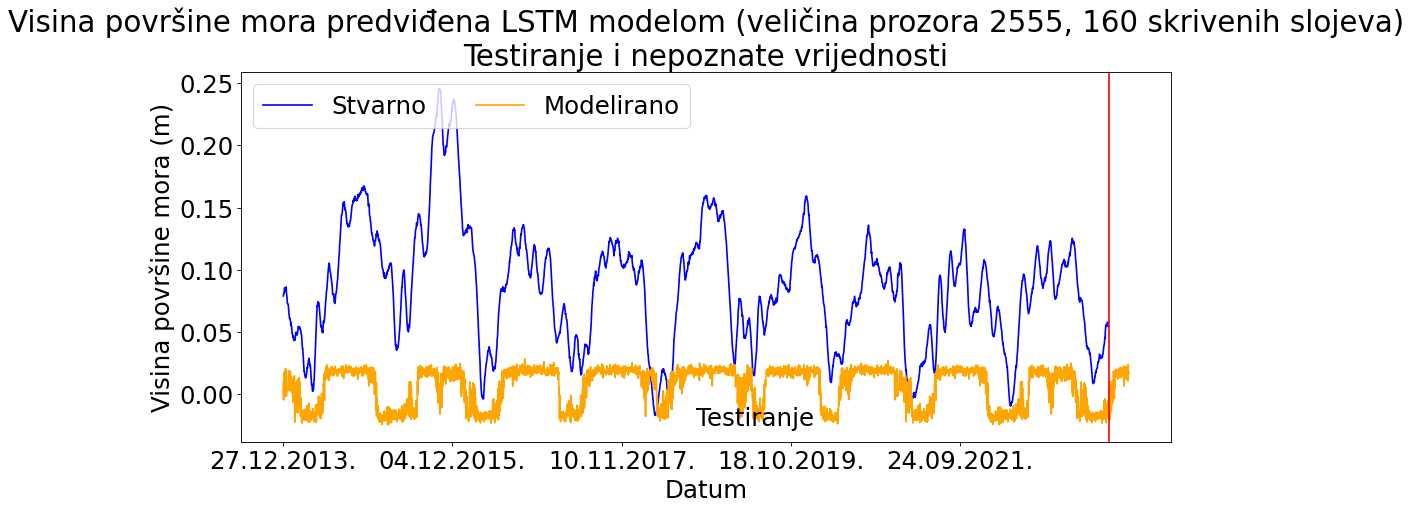 Visina površine mora predviđena LSTM modelom (veličina prozora 2555, 160 skrivenih slojeva)
Testiranje i nepoznate vrijednosti
Stvarno Modelirano
Visina površine mora (m)
0.25
0.20
0.15
0.10
0.05
0.00
Testiranje
27.12.2013. 04.12.2015. 10.11.2017. 18.10.2019. 24.09.2021.
Datum